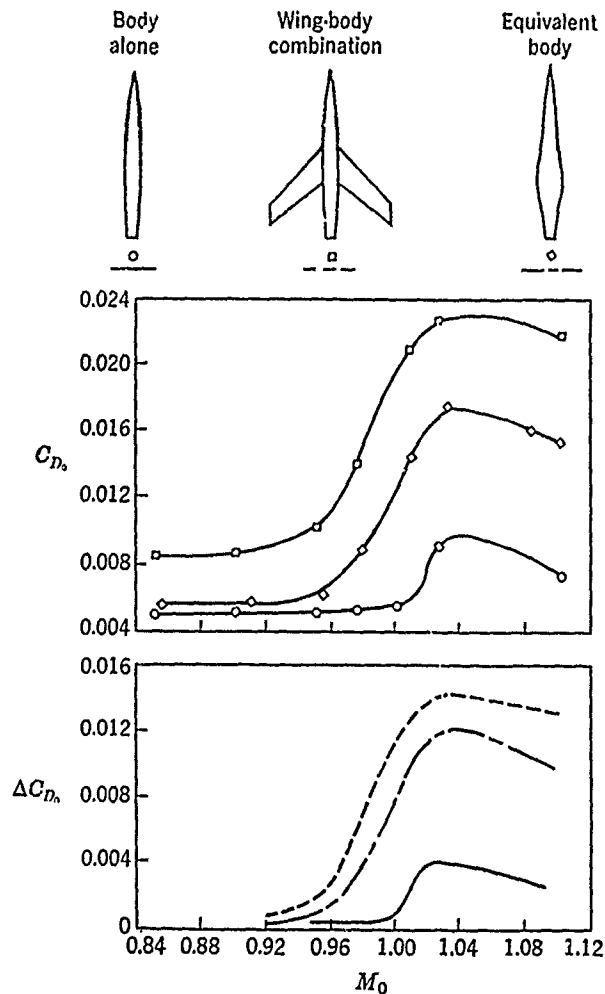 Body alone
Wing-body combination
Equivalent body
0.024
0.020
0.016
C_{D_0}
0.012
0.008
0.004
0.016
0.012
ΔC_{D_0}
0.008
0.004
0
0.84 0.88 0.92 0.96 1.00 1.04 1.08 1.12
M_0